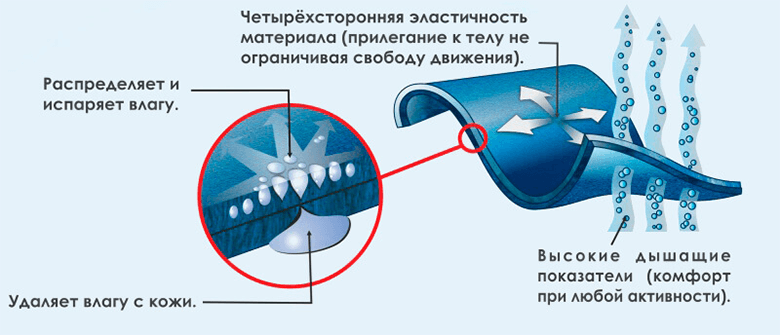 Четырёхсторонняя эластичность
материала (прилегание к телу не
ограничивая свободу движения).
Распределяет и
испаряет влагу.
Высокие дышащие
показатели (комфорт
при любой активности).
Удаляет влагу с кожи.